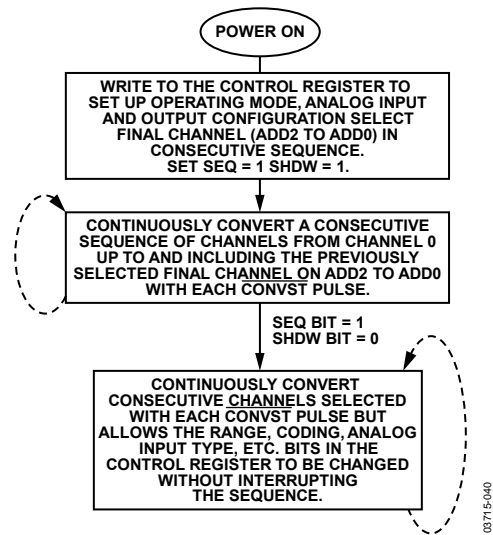 POWER ON
WRITE TO THE CONTROL REGISTER TO
SET UP OPERATING MODE, ANALOG INPUT
AND OUTPUT CONFIGURATION SELECT
FINAL CHANNEL (ADD2 TO ADD0) IN
CONSECUTIVE SEQUENCE.
SET SEQ = 1 SHDW = 1.
CONTINUOUSLY CONVERT A CONSECUTIVE
SEQUENCE OF CHANNELS FROM CHANNEL 0
UP TO AND INCLUDING THE PREVIOUSLY
SELECTED FINAL CHANNEL ON ADD2 TO ADD0
WITH EACH CONVST PULSE.
SEQ BIT = 1
SHDW BIT = 0
CONTINUOUSLY CONVERT
CONSECUTIVE CHANNELS SELECTED
WITH EACH CONVST PULSE BUT
ALLOWS THE RANGE, CODING, ANALOG
INPUT TYPE, ETC. BITS IN THE
CONTROL REGISTER TO BE CHANGED
WITHOUT INTERRUPTING
THE SEQUENCE.
03715-040